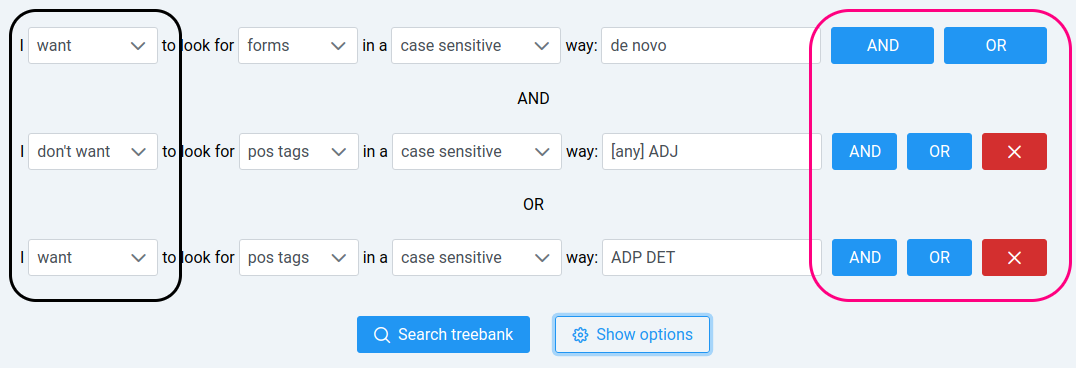 I want to look for forms in a case sensitive way: de novo AND OR
AND
I don't want to look for pos tags in a case sensitive way: [any] ADJ AND OR
OR
I want to look for pos tags in a case sensitive way: ADP DET AND OR
Search treebank Show options